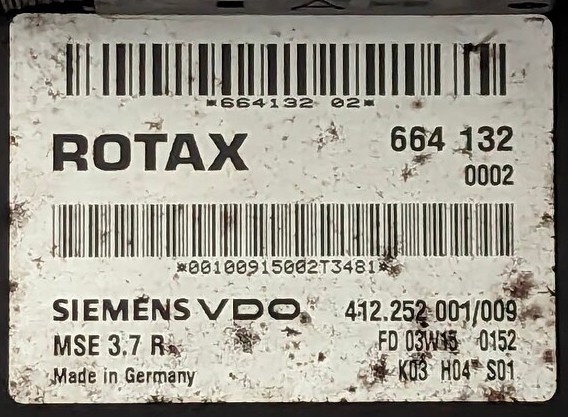 *664132 02*
ROTAX 664 132
0002
*00100915002T3481*
SIEMENS VDO 412.252 001/009
MSE 3.7 R FD 03W15 0152
Made in Germany K03 H04 S01